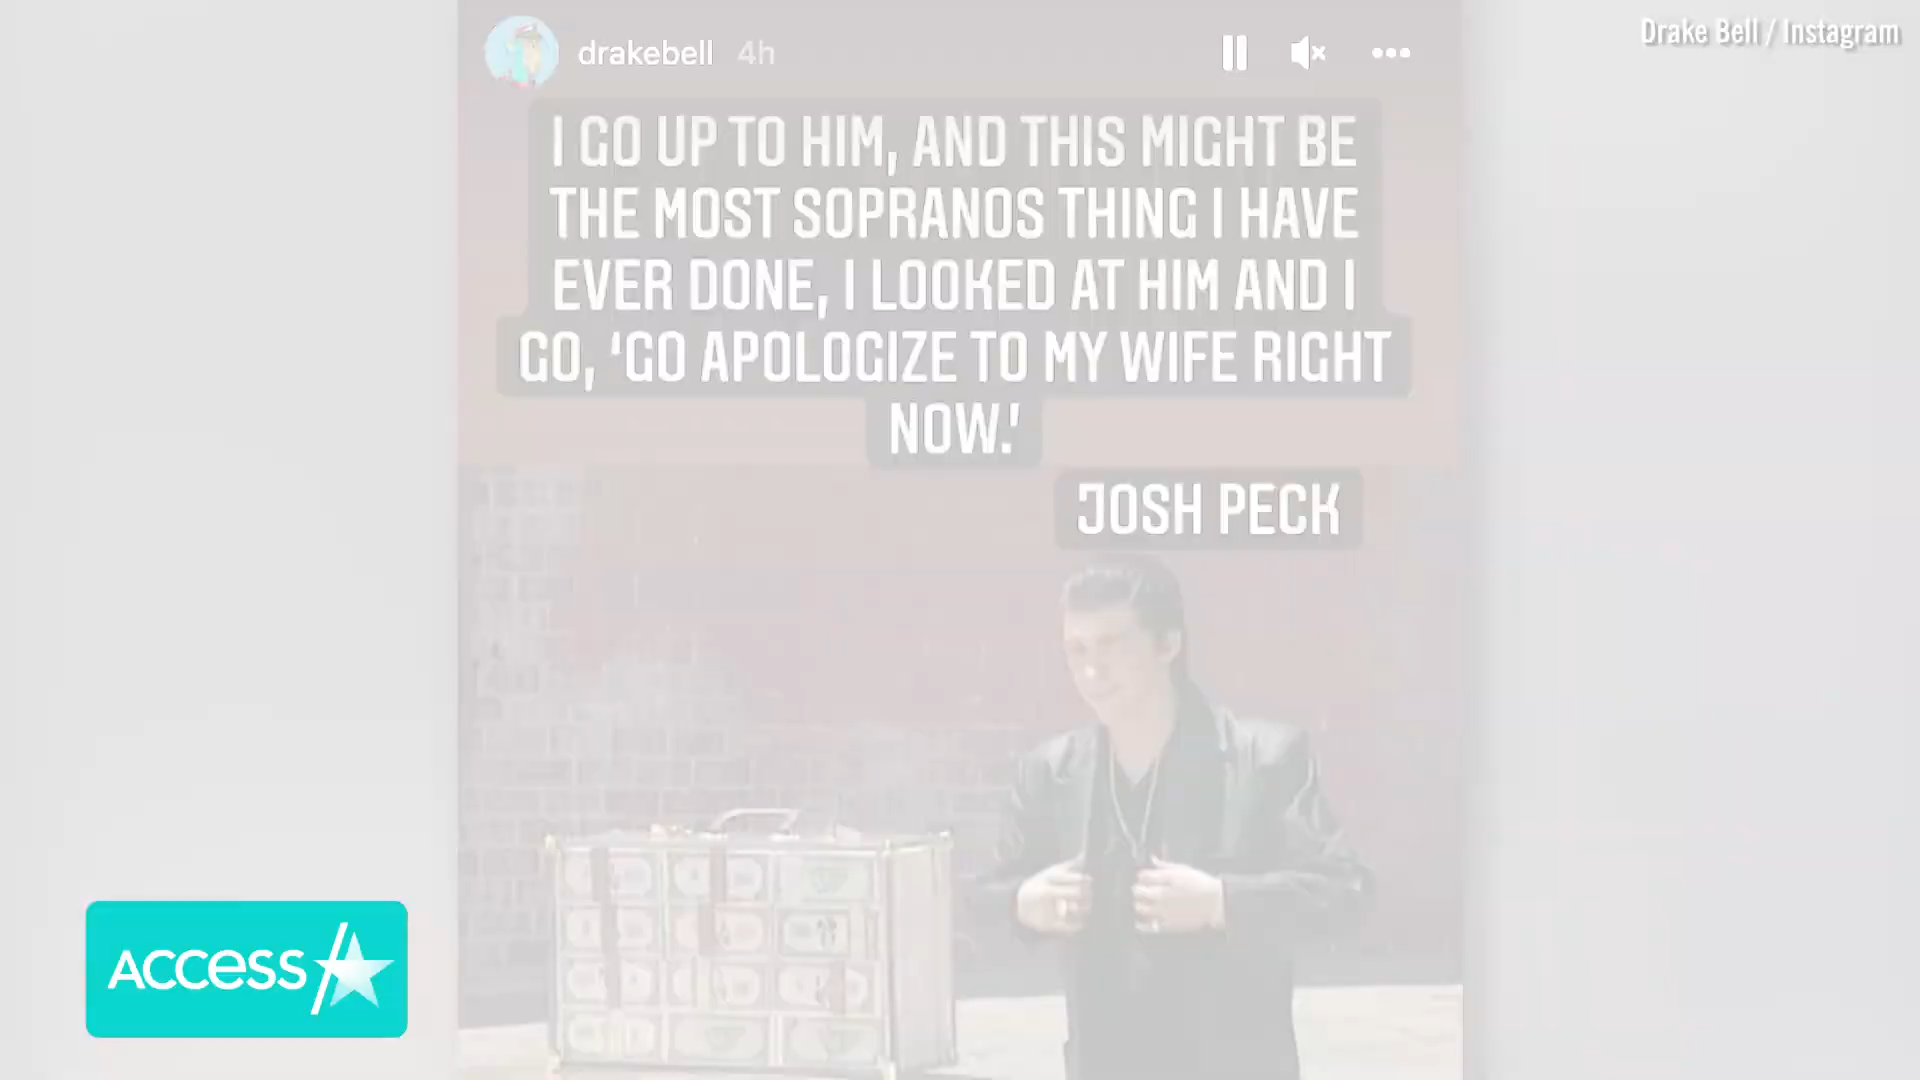 Drake Bell / Instagram
drakebell 4h
I GO UP TO HIM, AND THIS MIGHT BE
THE MOST SOPRANOS THING I HAVE
EVER DONE, I LOOKED AT HIM AND I
GO, 'GO APOLOGIZE TO MY WIFE RIGHT
NOW.'
JOSH PECK
ACCESS